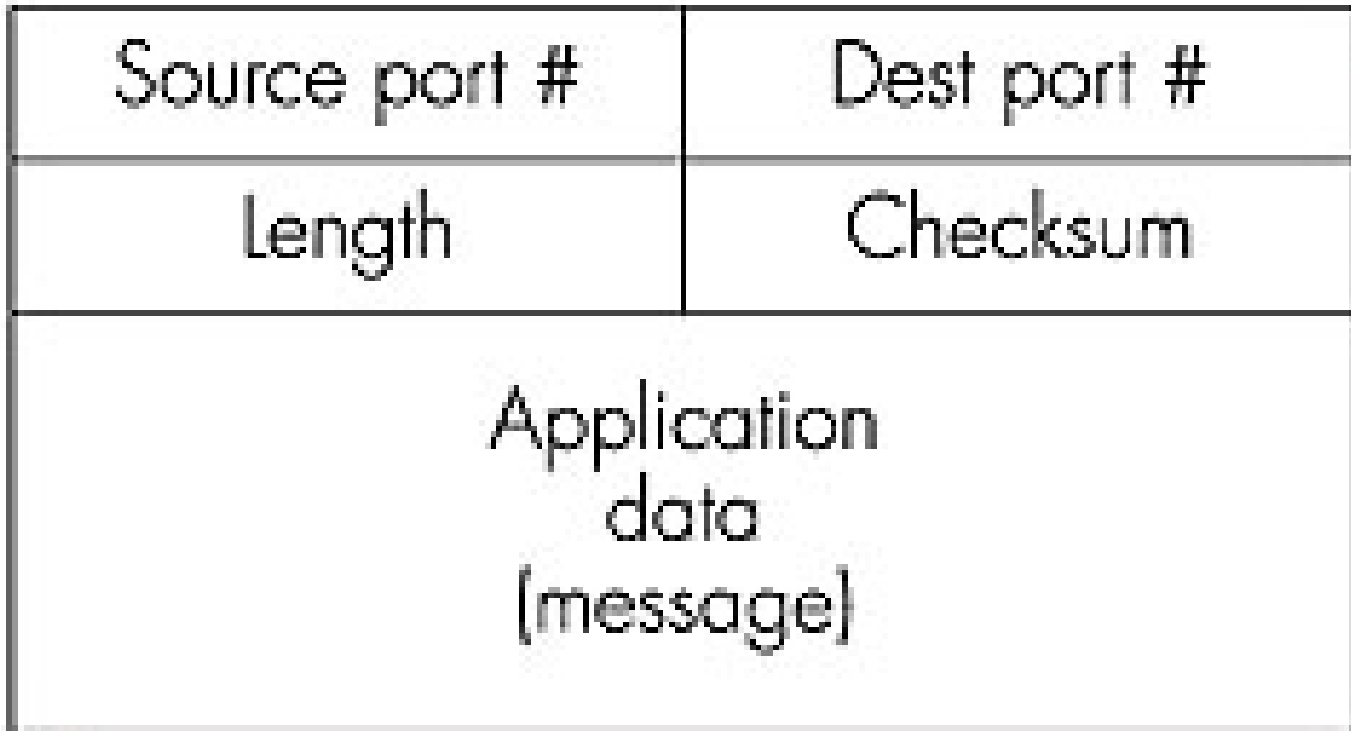 Source port #
Dest port #
Length
Checksum
Application
data
(message)